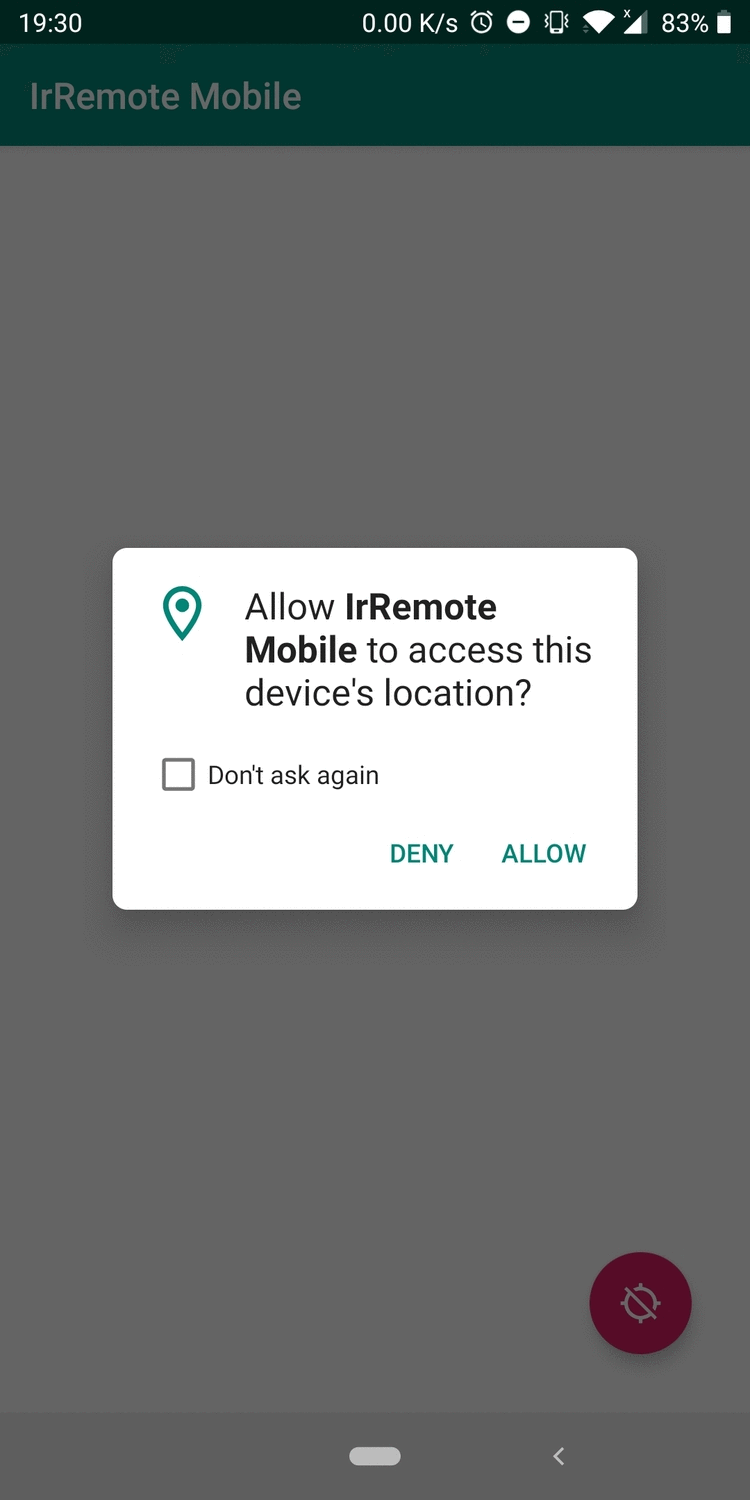 19:30 0.00 K/s x 83%
IrRemote Mobile
Allow IrRemote
Mobile to access this
device's location?
Don't ask again
DENY ALLOW